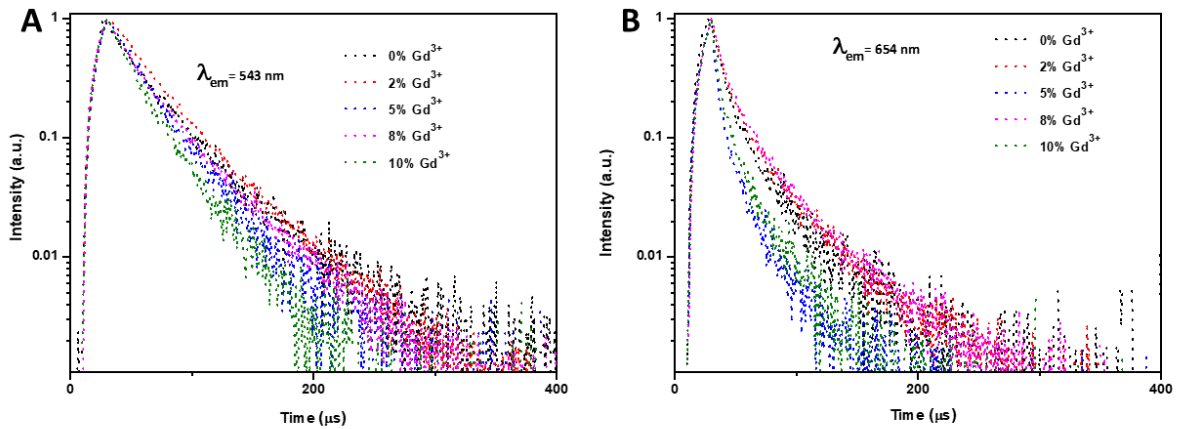 A
1
0.1
0.01
Intensity (a.u.)
λem= 543 nm
0% Gd³⁺
2% Gd³⁺
5% Gd³⁺
8% Gd³⁺
10% Gd³⁺
0
200
400
Time (μs)
B
1
0.1
0.01
Intensity (a.u.)
λem= 654 nm
0% Gd³⁺
2% Gd³⁺
5% Gd³⁺
8% Gd³⁺
10% Gd³⁺
0
200
400
Time (μs)